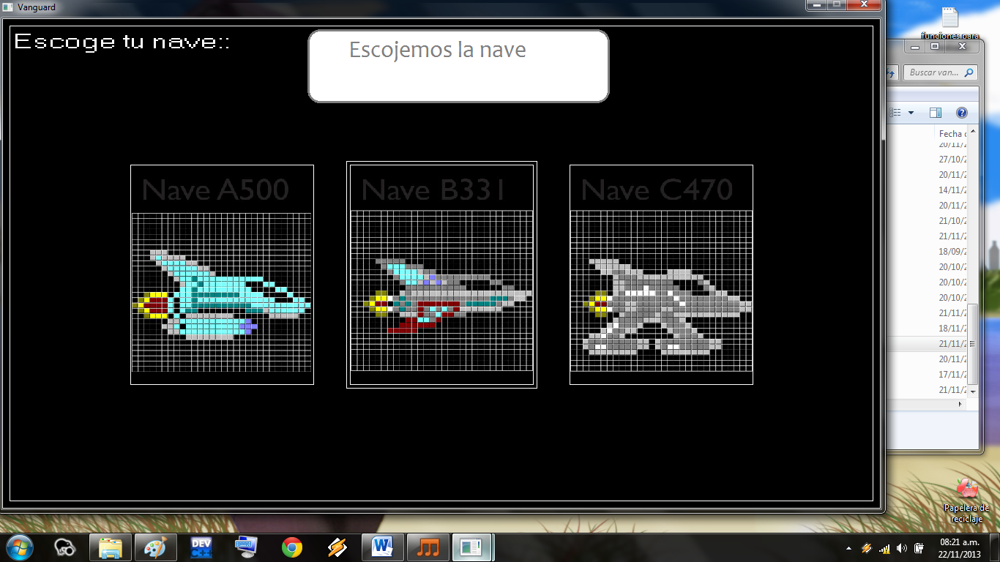 Vanguard
Escoge tu nave::
Escojemos la nave
funciones para
Buscar van...
Nave A500
Nave B331
Nave C470
Fecha
20/11/2
27/10/2
20/11/2
14/11/2
20/11/2
21/10/2
21/11/2
18/09/2
20/10/2
20/10/2
20/10/2
21/11/2
18/11/2
21/11/2
20/11/2
17/11/2
21/11/2
Papelera de
reciclaje
DEV
C++
08:21 a.m.
22/11/2013